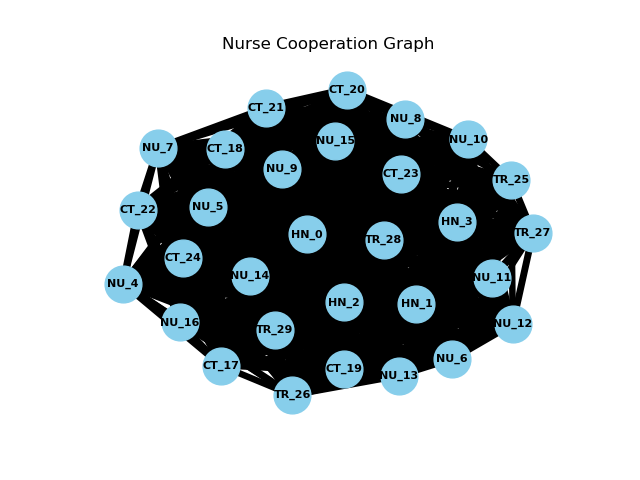 Nurse Cooperation Graph
CT_20
CT_21
NU_8
NU_10
NU_15
NU_7
CT_18
NU_9
CT_23
TR_25
NU_5
CT_22
HN_3
HN_0
TR_28
TR_27
CT_24
NU_14
NU_11
NU_4
HN_2
HN_1
NU_16
TR_29
NU_12
NU_6
CT_17
CT_19
NU_13
TR_26